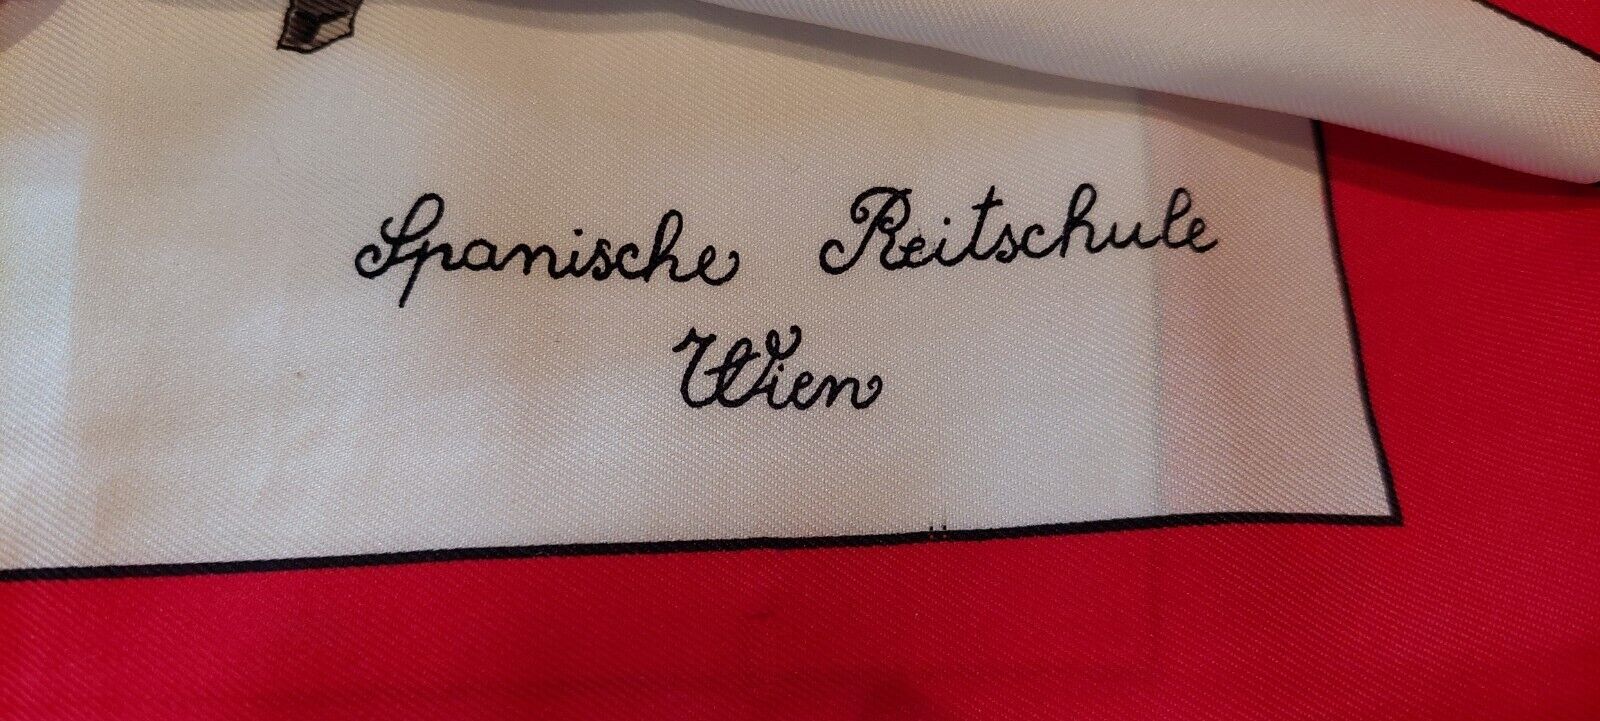 Spanische Reitschule
Wien